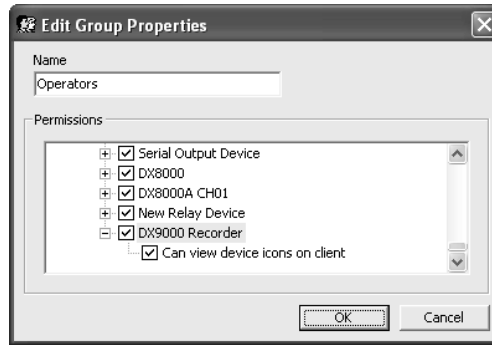 Edit Group Properties
Name
Operators
Permissions
Serial Output Device
DX8000
DX8000A CH01
New Relay Device
DX9000 Recorder
Can view device icons on client
OK
Cancel